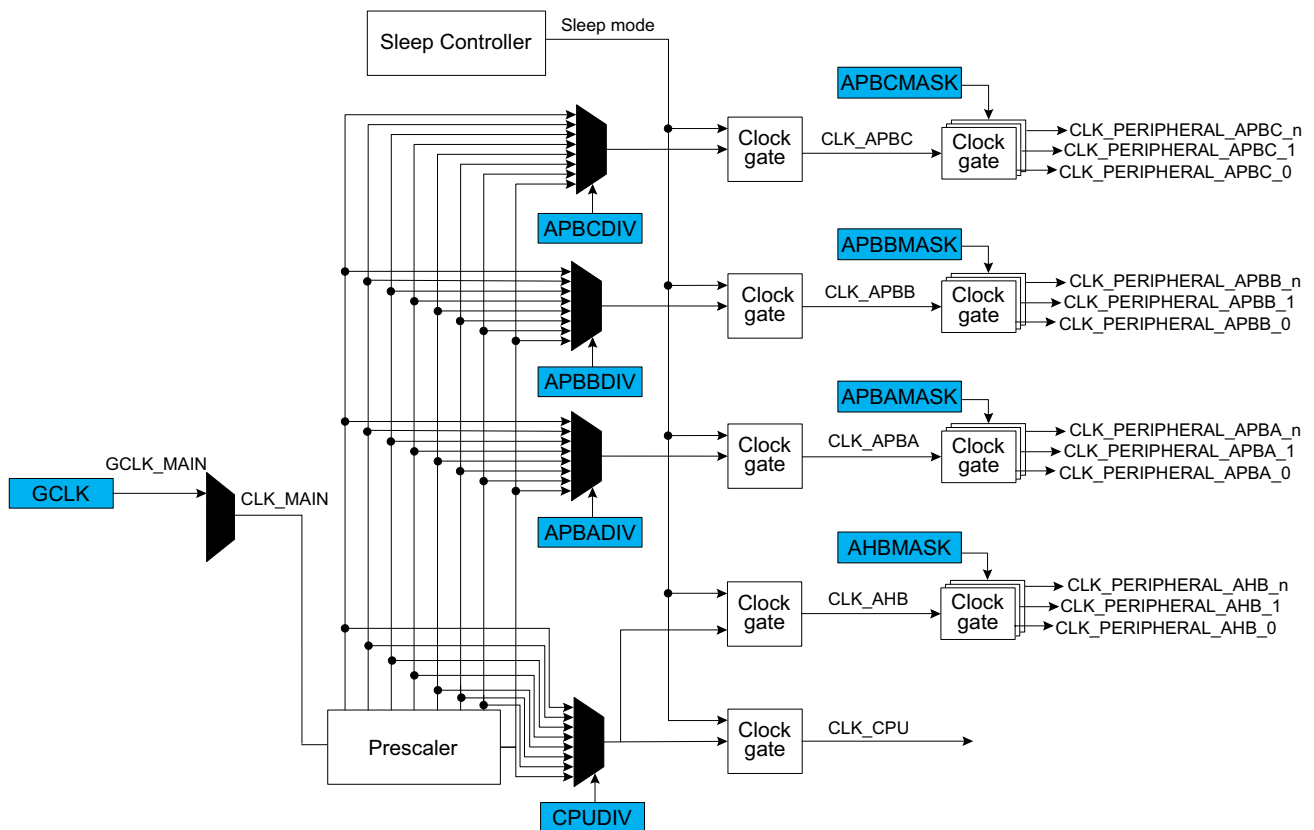 Sleep mode
Sleep Controller
APBCMASK
Clock gate
CLK_APBC
Clock gate
CLK_PERIPHERAL_APBC_n
CLK_PERIPHERAL_APBC_1
CLK_PERIPHERAL_APBC_0
APBCDIV
APBBMASK
Clock gate
CLK_APBB
Clock gate
CLK_PERIPHERAL_APBB_n
CLK_PERIPHERAL_APBB_1
CLK_PERIPHERAL_APBB_0
APBBDIV
APBAMASK
Clock gate
CLK_APBA
Clock gate
CLK_PERIPHERAL_APBA_n
CLK_PERIPHERAL_APBA_1
CLK_PERIPHERAL_APBA_0
GCLK_MAIN
GCLK
CLK_MAIN
APBADIV
AHBMASK
Clock gate
CLK_AHB
Clock gate
CLK_PERIPHERAL_AHB_n
CLK_PERIPHERAL_AHB_1
CLK_PERIPHERAL_AHB_0
Prescaler
Clock gate
CLK_CPU
CPUDIV